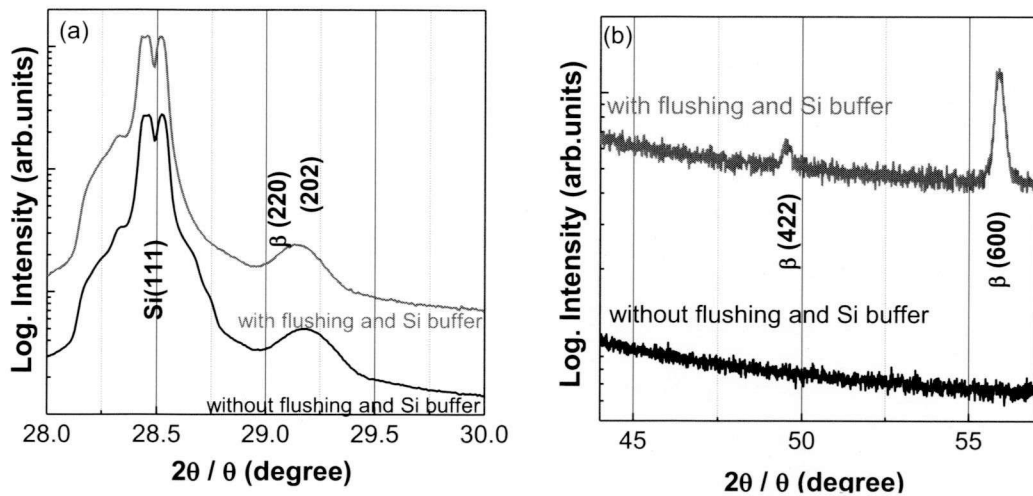 (a)
Log. Intensity (arb.units)
Si(111)
β (220)
(202)
with flushing and Si buffer
without flushing and Si buffer
28.0 28.5 29.0 29.5 30.0
2θ / θ (degree)
(b)
Log. Intensity (arb.units)
with flushing and Si buffer
β (422)
β (600)
without flushing and Si buffer
45 50 55
2θ / θ (degree)